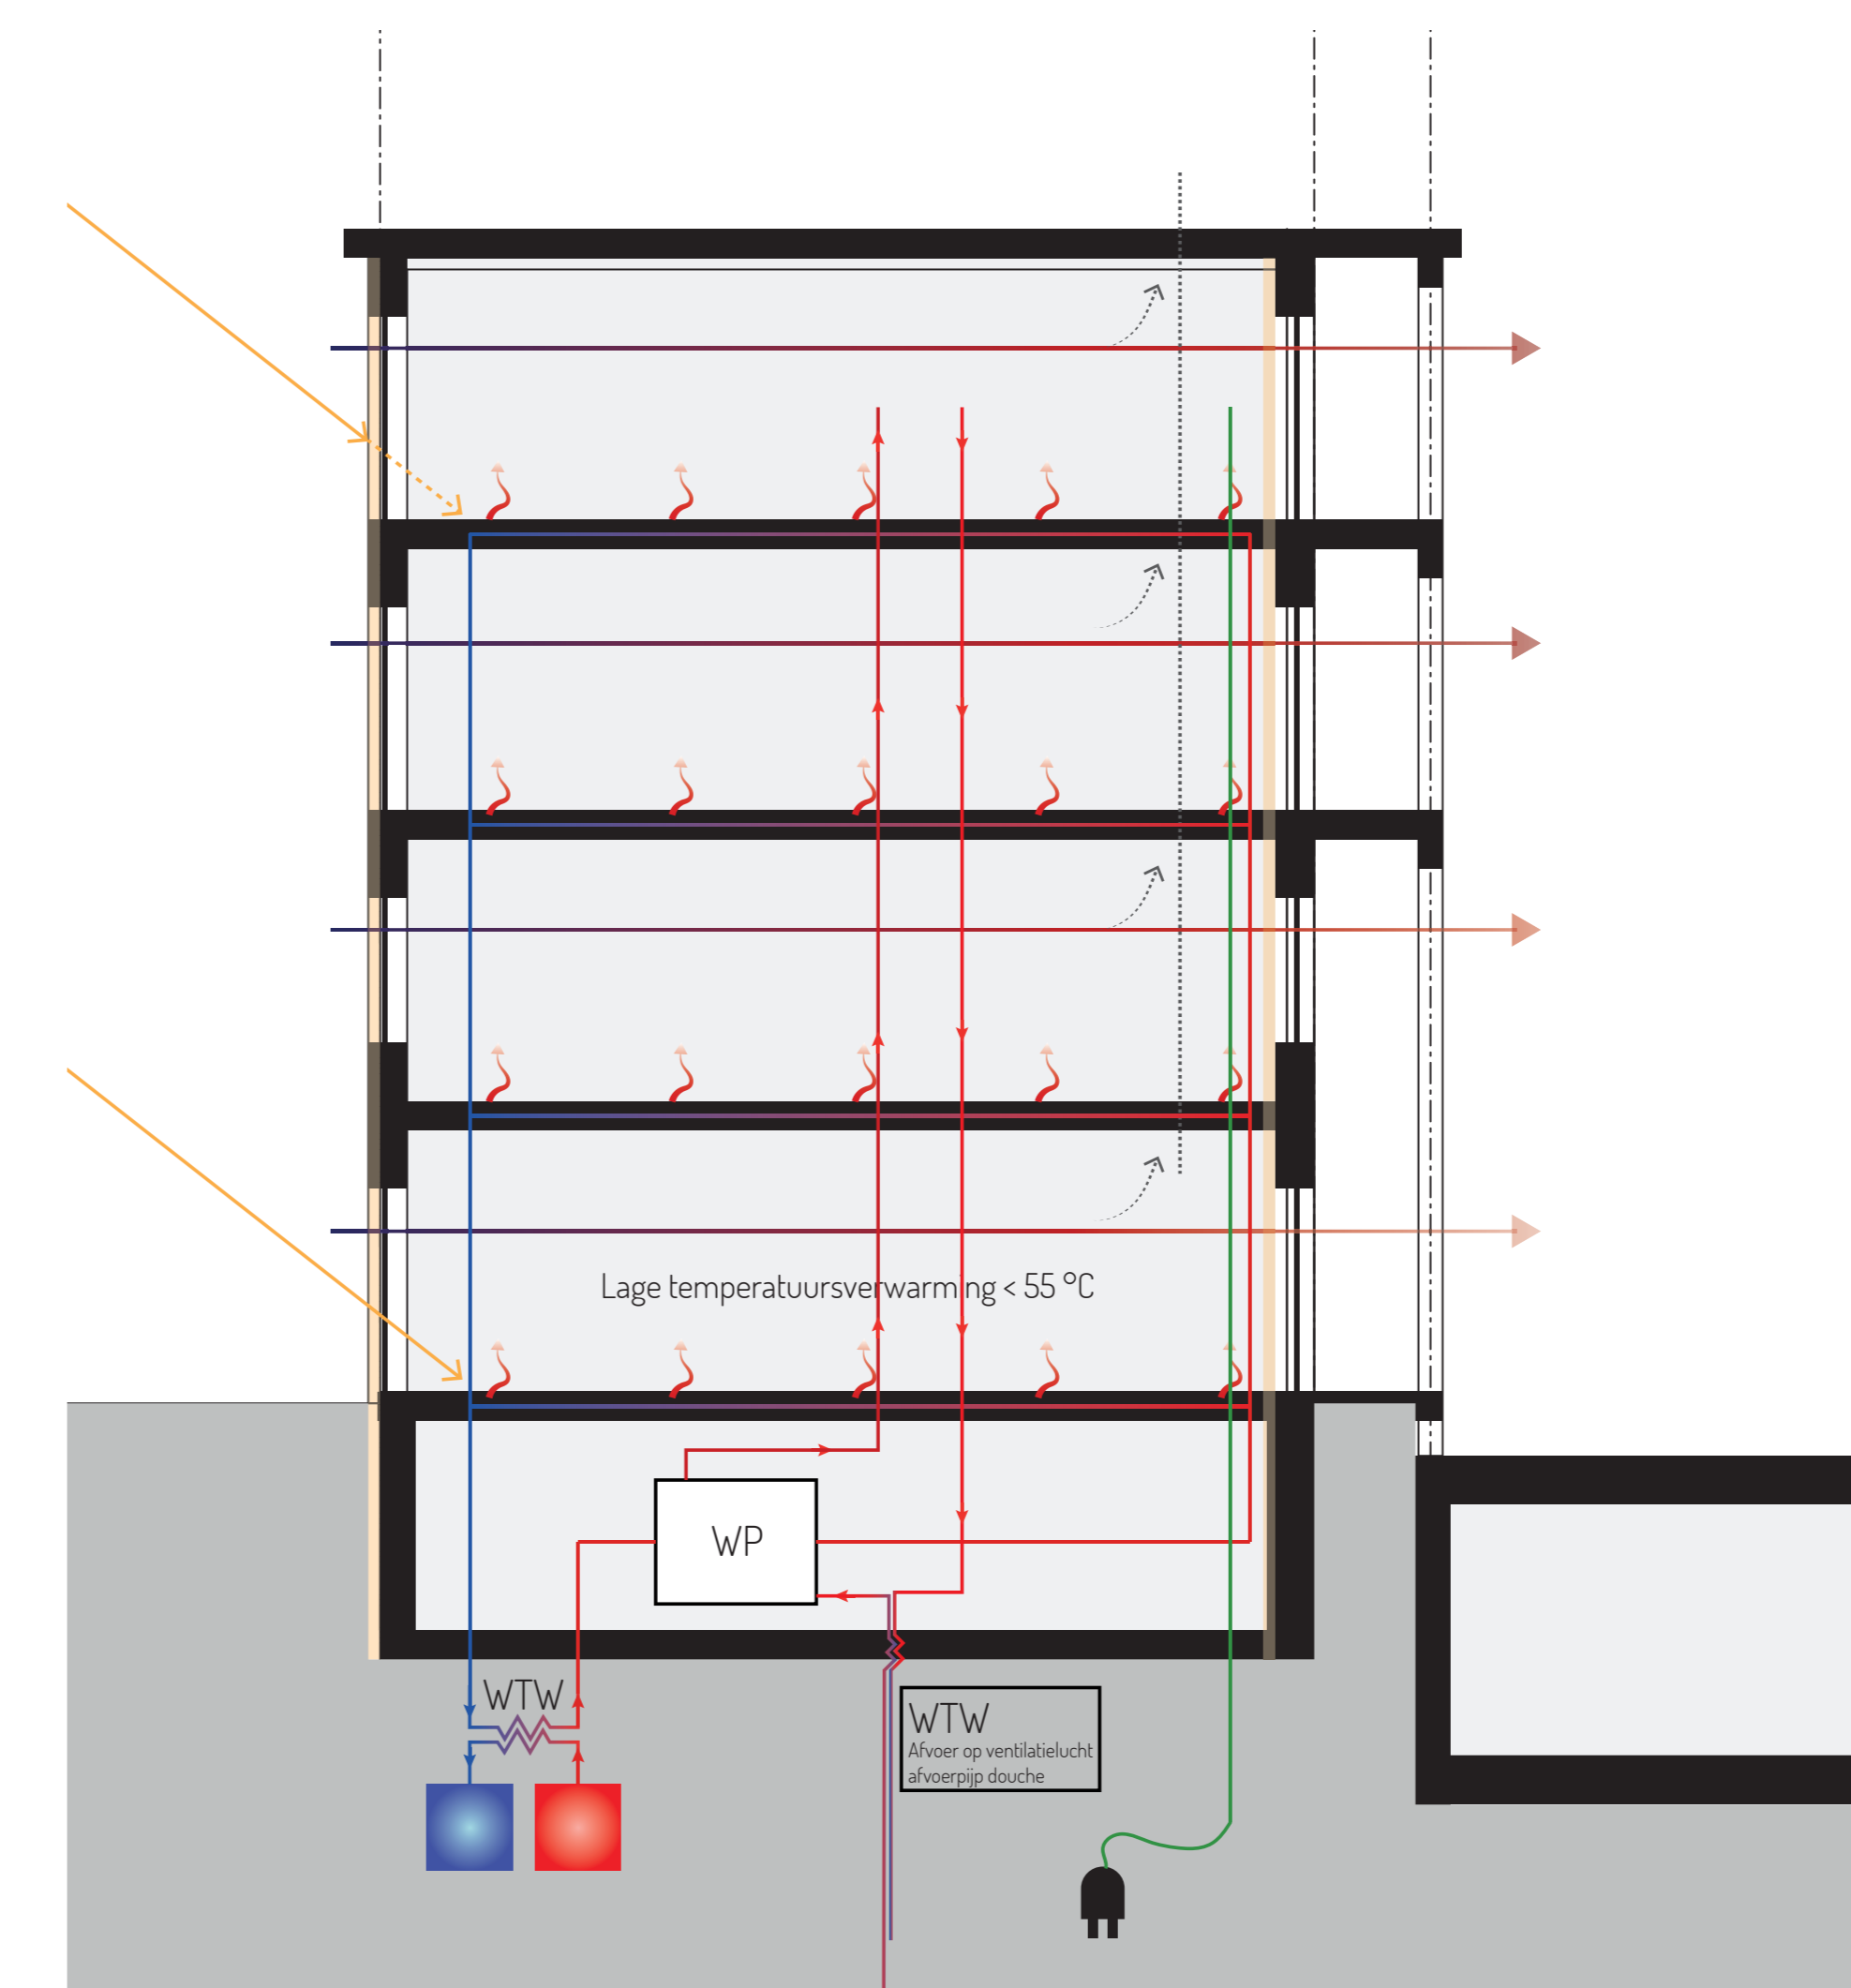 Lage temperatuursverwarming < 55 °C
WP
WTW
WTW
Afvoer op ventilatielucht
afvoerpijp douche